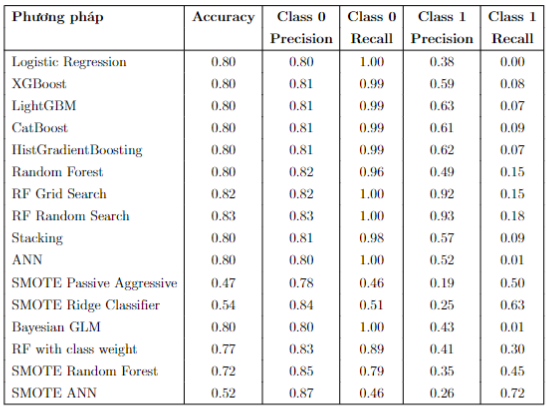 Phương pháp Accuracy Class 0 Class 0 Class 1 Class 1
Precision Recall Precision Recall
Logistic Regression 0.80 0.80 1.00 0.38 0.00
XGBoost 0.80 0.81 0.99 0.59 0.08
LightGBM 0.80 0.81 0.99 0.63 0.07
CatBoost 0.80 0.81 0.99 0.61 0.09
HistGradientBoosting 0.80 0.81 0.99 0.62 0.07
Random Forest 0.80 0.82 0.96 0.49 0.15
RF Grid Search 0.82 0.82 1.00 0.92 0.15
RF Random Search 0.83 0.83 1.00 0.93 0.18
Stacking 0.80 0.81 0.98 0.57 0.09
ANN 0.80 0.80 1.00 0.52 0.01
SMOTE Passive Aggressive 0.47 0.78 0.46 0.19 0.50
SMOTE Ridge Classifier 0.54 0.84 0.51 0.25 0.63
Bayesian GLM 0.80 0.80 1.00 0.43 0.01
RF with class weight 0.77 0.83 0.89 0.41 0.30
SMOTE Random Forest 0.72 0.85 0.79 0.35 0.45
SMOTE ANN 0.52 0.87 0.46 0.26 0.72